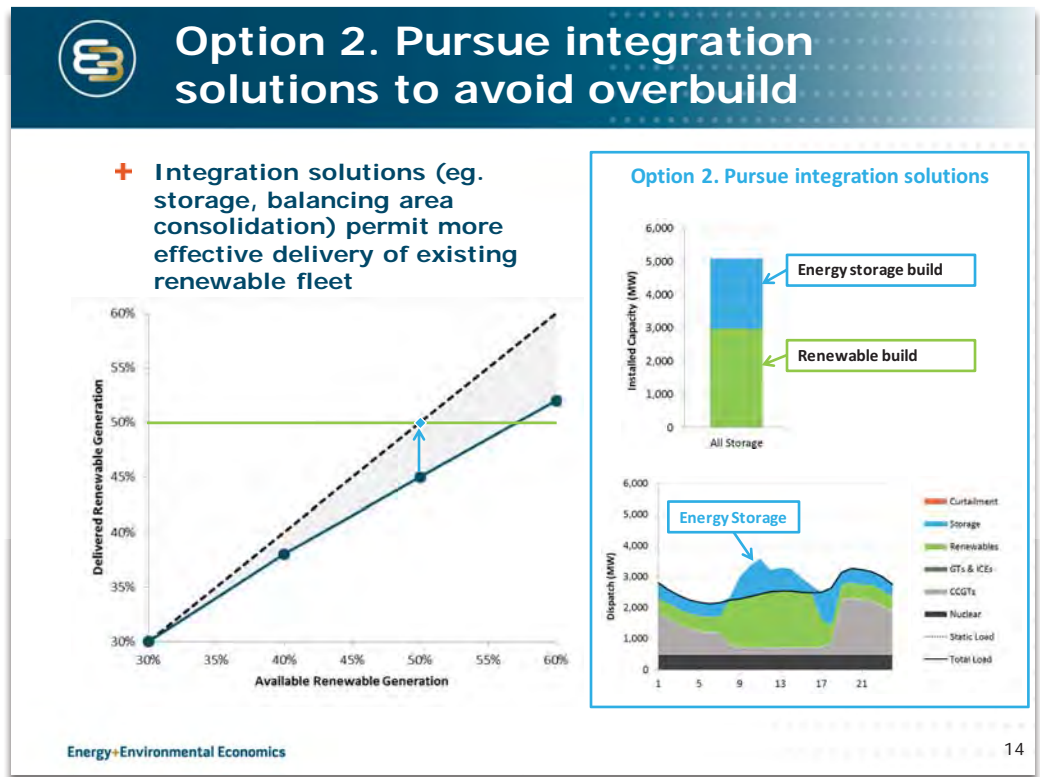 Option 2. Pursue integration
solutions to avoid overbuild
+ Integration solutions (eg.
storage, balancing area
consolidation) permit more
effective delivery of existing
renewable fleet
60%
55%
50%
45%
40%
35%
30%
Delivered Renewable Generation
30% 35% 40% 45% 50% 55% 60%
Available Renewable Generation
Option 2. Pursue integration solutions
6,000
5,000
4,000
3,000
2,000
1,000
0
Installed Capacity (MW)
All Storage
Energy storage build
Renewable build
6,000
5,000
4,000
3,000
2,000
1,000
0
Dispatch (MW)
1 5 9 13 17 21
Energy Storage
Curtailment
Storage
Renewables
GTs & ICEs
CCGTs
Nuclear
Static Load
Total Load
Energy+Environmental Economics
14